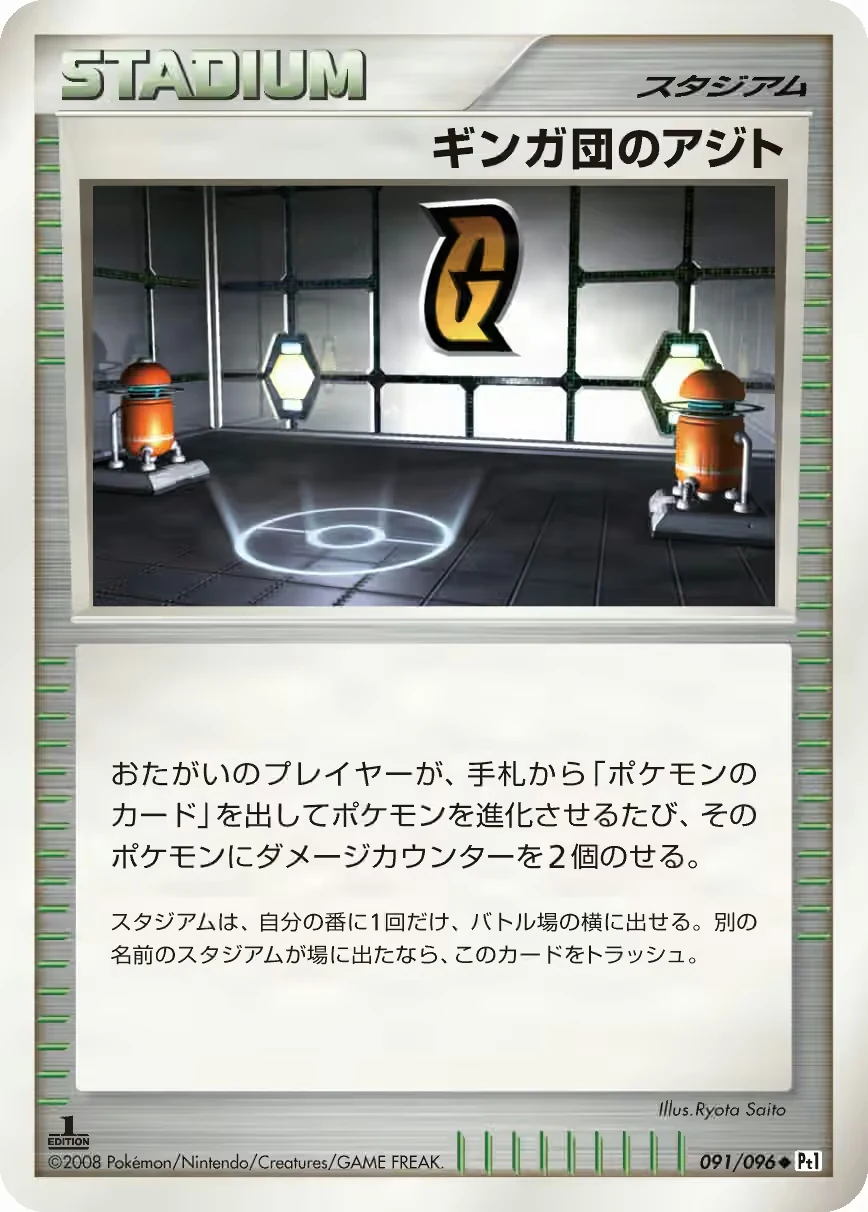 STADIUM
スタジアム
ギンガ団のアジト
G
おたがいのプレイヤーが、手札から「ポケモンの
カード」を出してポケモンを進化させるたび、その
ポケモンにダメージカウンターを2個のせる。
スタジアムは、自分の番に1回だけ、バトル場の横に出せる。別の
名前のスタジアムが場に出たなら、このカードをトラッシュ。
Illus.Ryota Saito
1
EDITION
©2008 Pokémon/Nintendo/Creatures/GAME FREAK.
091/096◆ Pt1